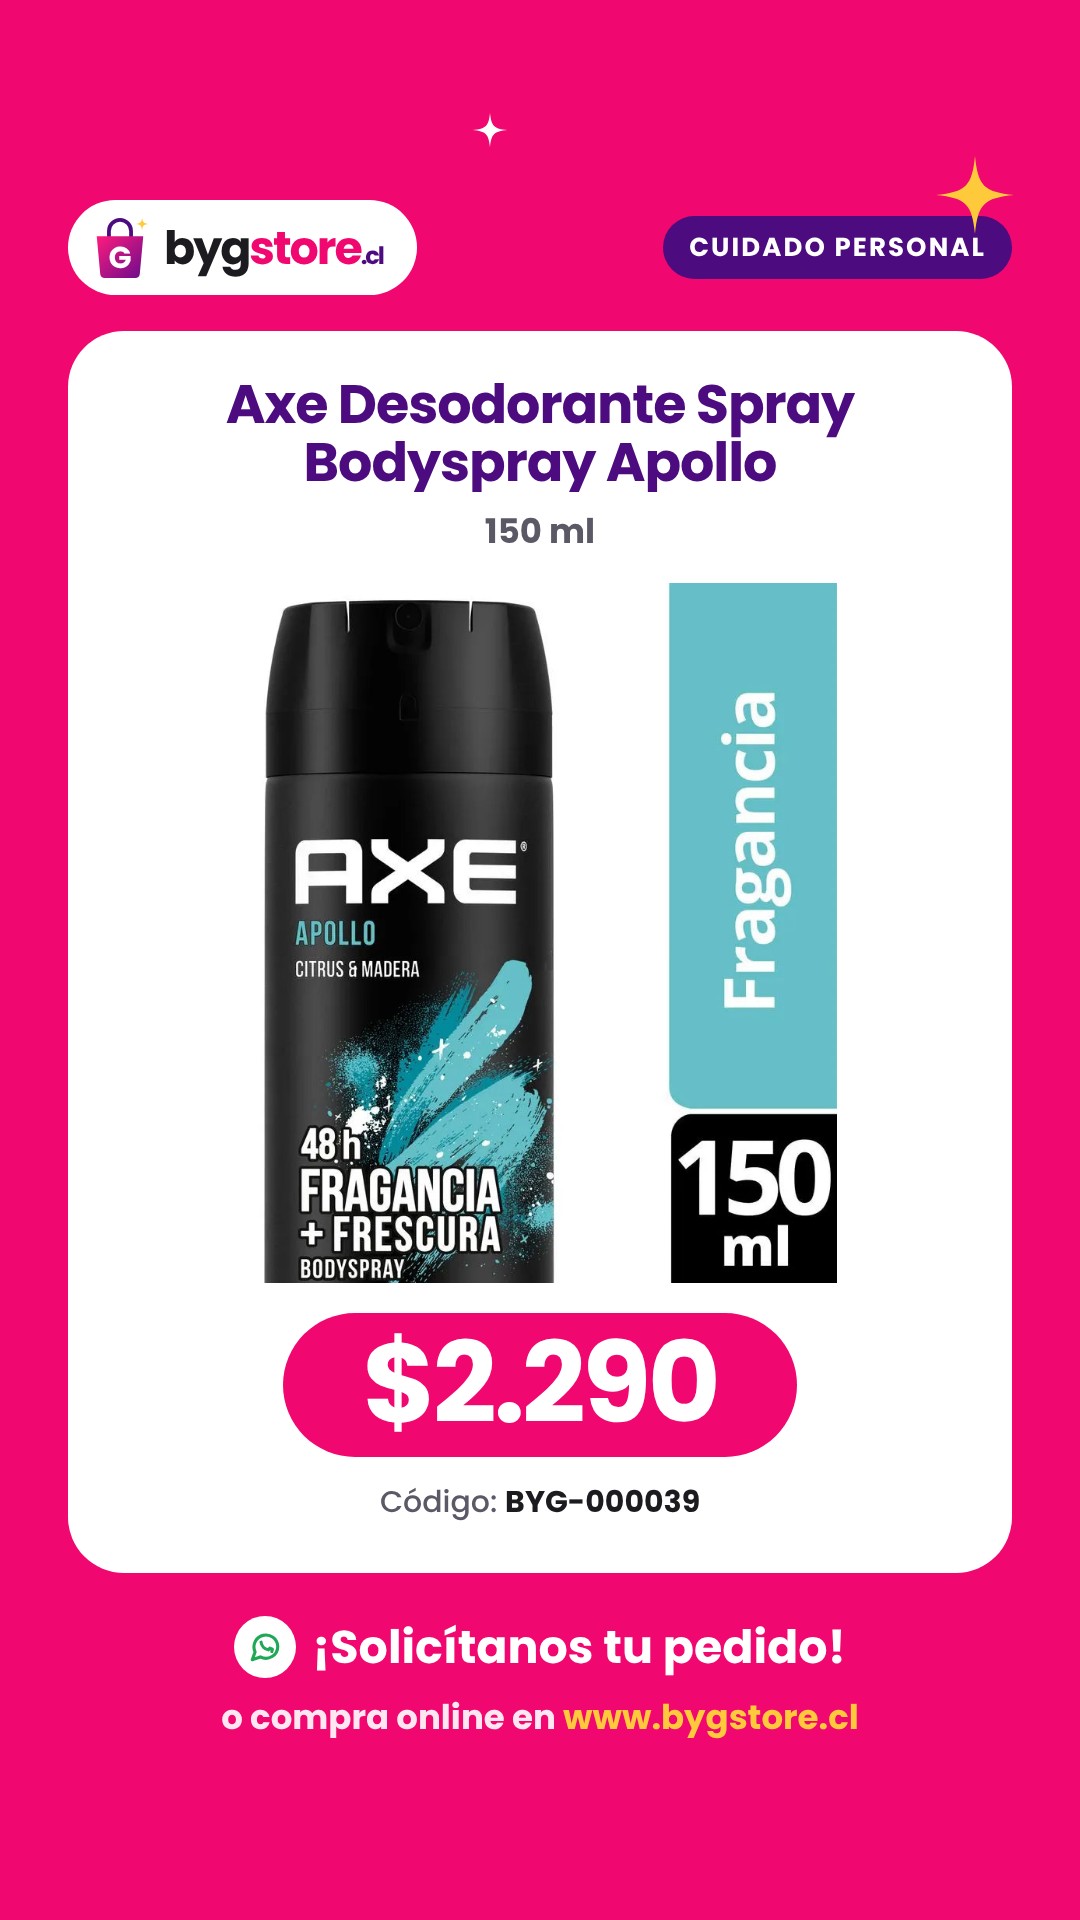 G bygstore.cl
CUIDADO PERSONAL
Axe Desodorante Spray
Bodyspray Apollo
150 ml
AXE®
APOLLO
CITRUS & MADERA
48 h
FRAGANCIA
+ FRESCURA
BODYSPRAY
Fragancia
150
ml
$2.290
Código: BYG-000039
¡Solicítanos tu pedido!
o compra online en www.bygstore.cl